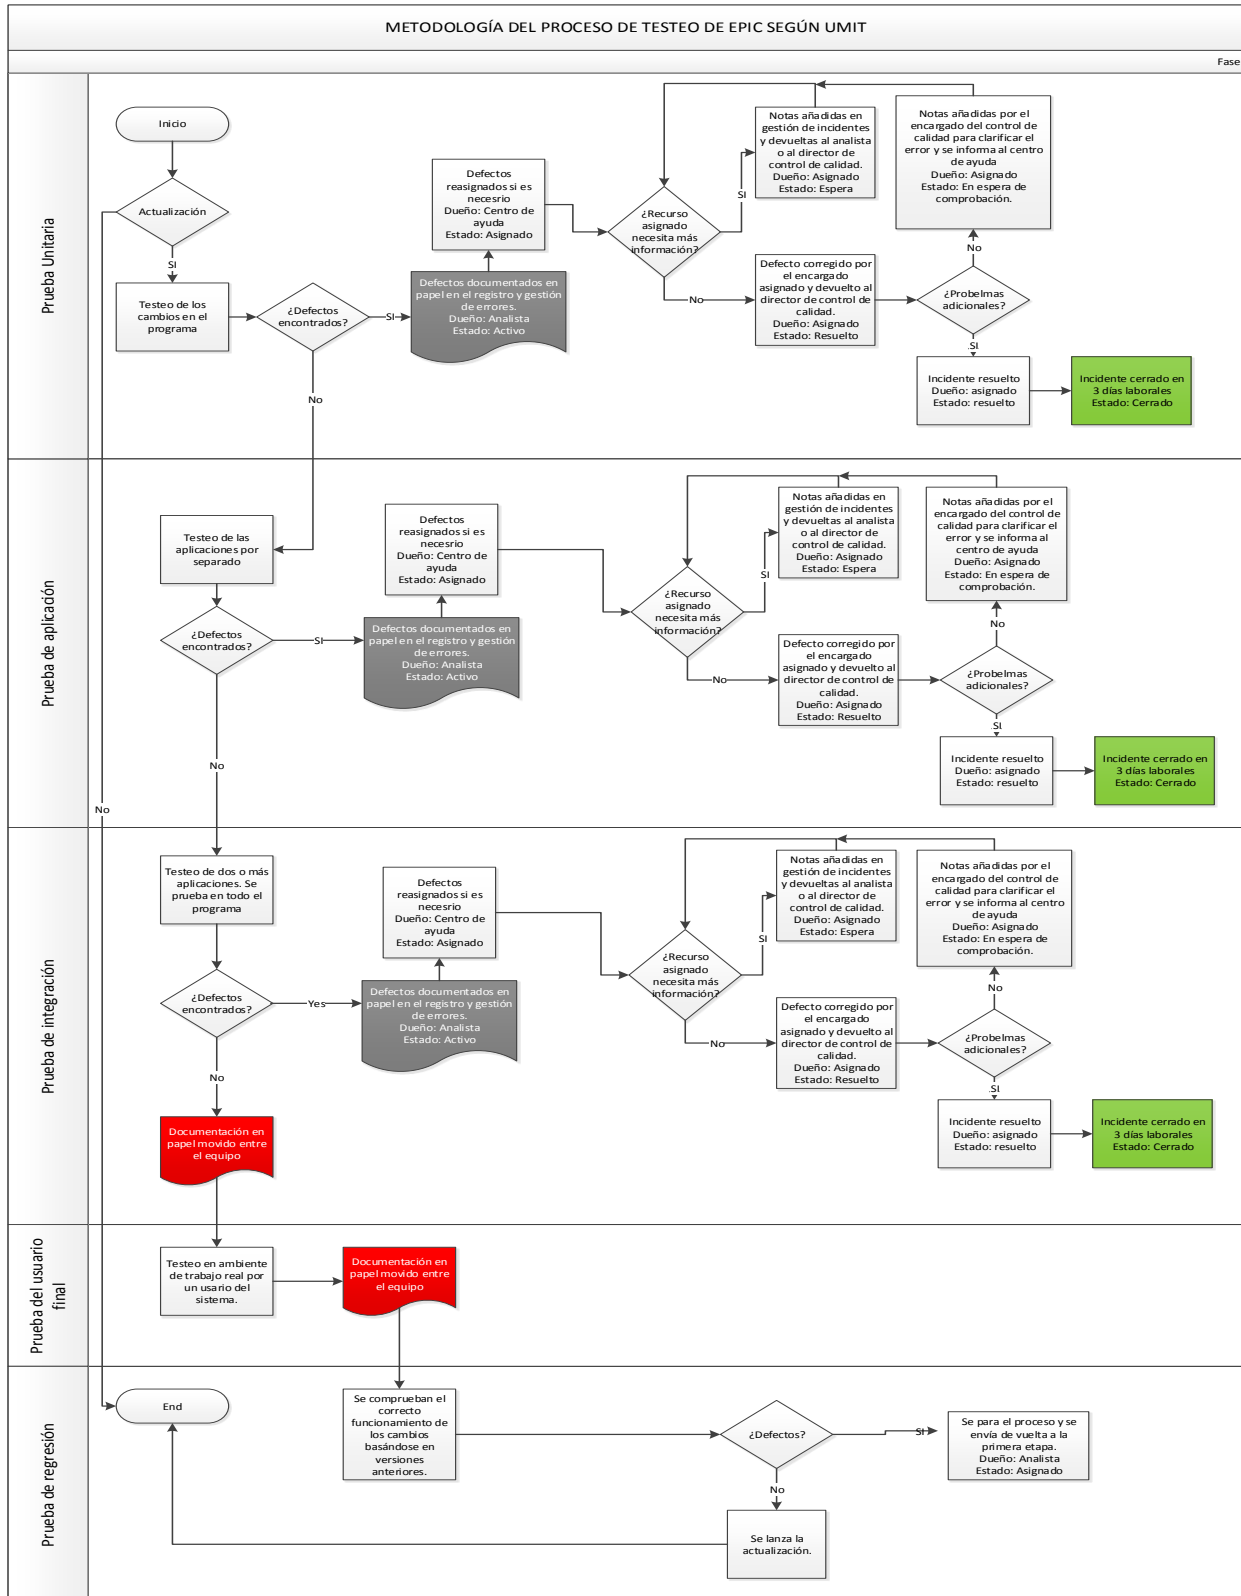 METODOLOGÍA DEL PROCESO DE TESTEO DE EPIC SEGÚN UMIT
Fase
Prueba Unitaria
Inicio
Actualización
SI
No
Testeo de los
cambios en el
programa
¿Defectos
encontrados?
SI
No
Defectos documentados en
papel en el registro y gestión
de errores.
Dueño: Analista
Estado: Activo
Defectos
reasignados si es
necesrio
Dueño: Centro de
ayuda
Estado: Asignado
¿Recurso
asignado
necesita más
información?
SI
No
Notas añadidas en
gestión de incidentes
y devueltas al analista
o al director de
control de calidad.
Dueño: Asignado
Estado: Espera
Defecto corregido por
el encargado
asignado y devuelto al
director de control de
calidad.
Dueño: Asignado
Estado: Resuelto
Notas añadidas por el
encargado del control de
calidad para clarificar el
error y se informa al centro
de ayuda
Dueño: Asignado
Estado: En espera de
comprobación.
No
¿Probelmas
adicionales?
SI
Incidente resuelto
Dueño: asignado
Estado: resuelto
Incidente cerrado en
3 días laborales
Estado: Cerrado
Prueba de aplicación
Testeo de las
aplicaciones por
separado
¿Defectos
encontrados?
SI
No
Defectos documentados en
papel en el registro y gestión
de errores.
Dueño: Analista
Estado: Activo
Defectos
reasignados si es
necesrio
Dueño: Centro de
ayuda
Estado: Asignado
¿Recurso
asignado
necesita más
información?
SI
No
Notas añadidas en
gestión de incidentes
y devueltas al analista
o al director de
control de calidad.
Dueño: Asignado
Estado: Espera
Defecto corregido por
el encargado
asignado y devuelto al
director de control de
calidad.
Dueño: Asignado
Estado: Resuelto
Notas añadidas por el
encargado del control de
calidad para clarificar el
error y se informa al
centro de ayuda
Dueño: Asignado
Estado: En espera de
comprobación.
No
¿Probelmas
adicionales?
SI
Incidente resuelto
Dueño: asignado
Estado: resuelto
Incidente cerrado en
3 días laborales
Estado: Cerrado
Prueba de integración
Testeo de dos o más
aplicaciones. Se
prueba en todo el
programa
¿Defectos
encontrados?
Yes
No
Defectos documentados en
papel en el registro y gestión
de errores.
Dueño: Analista
Estado: Activo
Defectos
reasignados si es
necesrio
Dueño: Centro de
ayuda
Estado: Asignado
¿Recurso
asignado
necesita más
información?
SI
No
Notas añadidas en
gestión de incidentes
y devueltas al analista
o al director de
control de calidad.
Dueño: Asignado
Estado: Espera
Defecto corregido por
el encargado
asignado y devuelto al
director de control de
calidad.
Dueño: Asignado
Estado: Resuelto
Notas añadidas por el
encargado del control de
calidad para clarificar el
error y se informa al centro
de ayuda
Dueño: Asignado
Estado: En espera de
comprobación.
No
¿Probelmas
adicionales?
SI
Incidente resuelto
Dueño: asignado
Estado: resuelto
Incidente cerrado en
3 días laborales
Estado: Cerrado
Documentación en
papel movido entre
el equipo
Prueba del usuario
final
Testeo en ambiente
de trabajo real por
un usario del
sistema.
Documentación en
papel movido entre
el equipo
Prueba de regresión
End
Se comprueban el
correcto
funcionamiento de
los cambios
basándose en
versiones
anteriores.
¿Defectos?
SI
No
Se para el proceso y se
envía de vuelta a la
primera etapa.
Dueño: Analista
Estado: Asignado
Se lanza la
actualización.